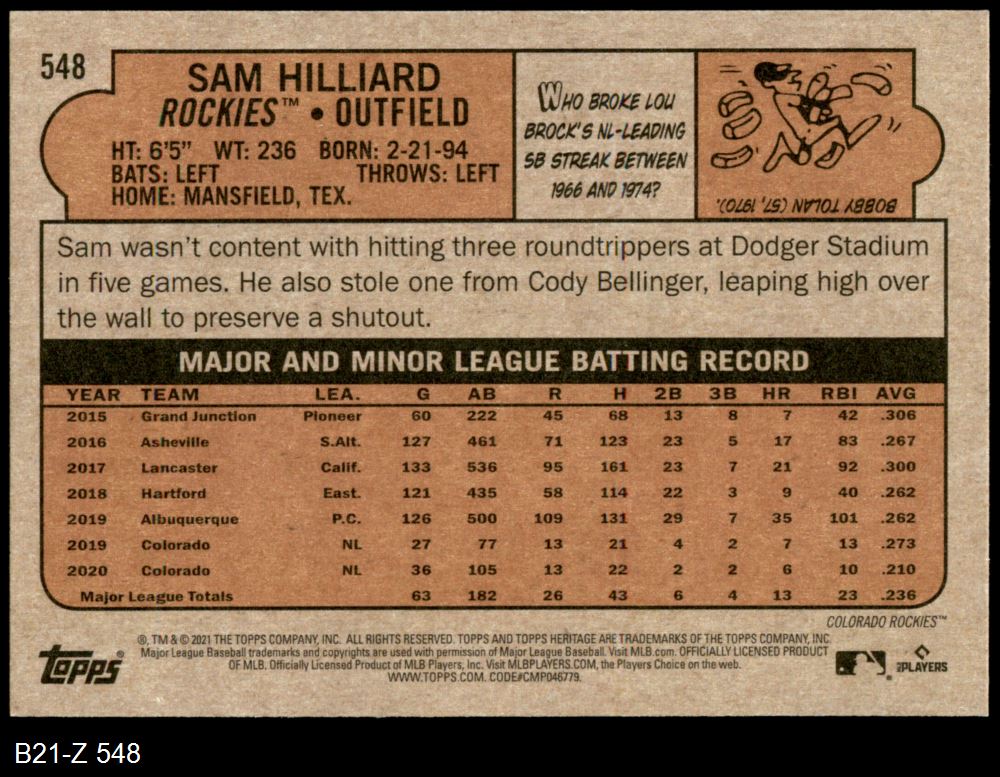 548
SAM HILLIARD
ROCKIES™ • OUTFIELD
HT: 6'5" WT: 236 BORN: 2-21-94
BATS: LEFT THROWS: LEFT
HOME: MANSFIELD, TEX.
WHO BROKE LOU
BROCK'S NL-LEADING
SB STREAK BETWEEN
1966 AND 1974?
BOBBY TOLAN (57, 1970).
Sam wasn't content with hitting three roundtrippers at Dodger Stadium
in five games. He also stole one from Cody Bellinger, leaping high over
the wall to preserve a shutout.
MAJOR AND MINOR LEAGUE BATTING RECORD
YEAR TEAM LEA. G AB R H 2B 3B HR RBI AVG
2015 Grand Junction Pioneer 60 222 45 68 13 8 7 42 .306
2016 Asheville S.Alt. 127 461 71 123 23 5 17 83 .267
2017 Lancaster Calif. 133 536 95 161 23 7 21 92 .300
2018 Hartford East. 121 435 58 114 22 3 9 40 .262
2019 Albuquerque P.C. 126 500 109 131 29 7 35 101 .262
2019 Colorado NL 27 77 13 21 4 2 7 13 .273
2020 Colorado NL 36 105 13 22 2 2 6 10 .210
Major League Totals 63 182 26 43 6 4 13 23 .236
COLORADO ROCKIES™
®, TM & © 2021 THE TOPPS COMPANY, INC. ALL RIGHTS RESERVED. TOPPS AND TOPPS HERITAGE ARE TRADEMARKS OF THE TOPPS COMPANY, INC.
Major League Baseball trademarks and copyrights are used with permission of Major League Baseball. Visit MLB.com. OFFICIALLY LICENSED PRODUCT
OF MLB. Officially Licensed Product of MLB Players, Inc. Visit MLBPLAYERS.COM, the Players Choice on the web.
WWW.TOPPS.COM. CODE#CMP046779.
topps®
PLAYERS
B21-Z 548